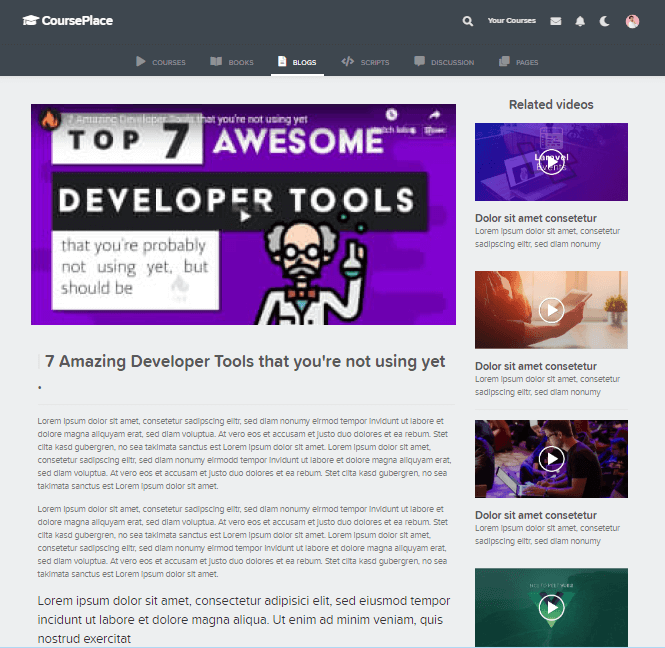 CoursePlace
Your Courses
COURSES
BOOKS
BLOGS
SCRIPTS
DISCUSSION
PAGES
7 Amazing Developer Tools that you're not using yet
TOP 7 AWESOME
DEVELOPER TOOLS
that you're probably
not using yet, but
should be
7 Amazing Developer Tools that you're not using yet
.
Lorem ipsum dolor sit amet, consetetur sadipscing elitr, sed diam nonumy eirmod tempor invidunt ut labore et
dolore magna aliquyam erat, sed diam voluptua. At vero eos et accusam et justo duo dolores et ea rebum. Stet
clita kasd gubergren, no sea takimata sanctus est Lorem ipsum dolor sit amet. Lorem ipsum dolor sit amet,
consetetur sadipscing elitr, sed diam nonumy eirmod tempor invidunt ut labore et dolore magna aliquyam erat,
sed diam voluptua. At vero eos et accusam et justo duo dolores et ea rebum. Stet clita kasd gubergren, no sea
takimata sanctus est Lorem ipsum dolor sit amet.
Lorem ipsum dolor sit amet, consetetur sadipscing elitr, sed diam nonumy eirmod tempor invidunt ut labore et
dolore magna aliquyam erat, sed diam voluptua. At vero eos et accusam et justo duo dolores et ea rebum. Stet
clita kasd gubergren, no sea takimata sanctus est Lorem ipsum dolor sit amet. Lorem ipsum dolor sit amet,
consetetur sadipscing elitr, sed diam nonumy eirmod tempor invidunt ut labore et dolore magna aliquyam erat,
sed diam voluptua. At vero eos et accusam et justo duo dolores et ea rebum. Stet clita kasd gubergren, no sea
takimata sanctus est Lorem ipsum dolor sit amet.
Lorem ipsum dolor sit amet, consectetur adipisici elit, sed eiusmod tempor
incidunt ut labore et dolore magna aliqua. Ut enim ad minim veniam, quis
nostrud exercitat
Related videos
Laravel
Events
Dolor sit amet consetetur
Lorem ipsum dolor sit amet, consetetur
sadipscing elitr, sed diam nonumy
Dolor sit amet consetetur
Lorem ipsum dolor sit amet, consetetur
sadipscing elitr, sed diam nonumy
Dolor sit amet consetetur
Lorem ipsum dolor sit amet, consetetur
sadipscing elitr, sed diam nonumy